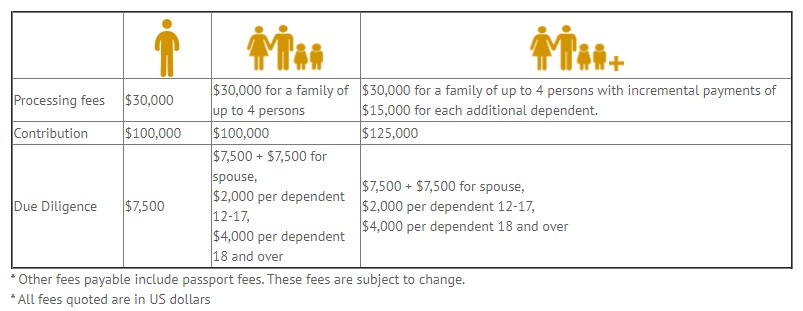 Processing fees
$30,000
$30,000 for a family of
up to 4 persons
$30,000 for a family of up to 4 persons with incremental payments of
$15,000 for each additional dependent.
Contribution
$100,000
$100,000
$125,000
Due Diligence
$7,500
$7,500 + $7,500 for
spouse,
$2,000 per dependent
12-17,
$4,000 per dependent
18 and over
$7,500 + $7,500 for spouse,
$2,000 per dependent 12-17,
$4,000 per dependent 18 and over
* Other fees payable include passport fees. These fees are subject to change.
* All fees quoted are in US dollars